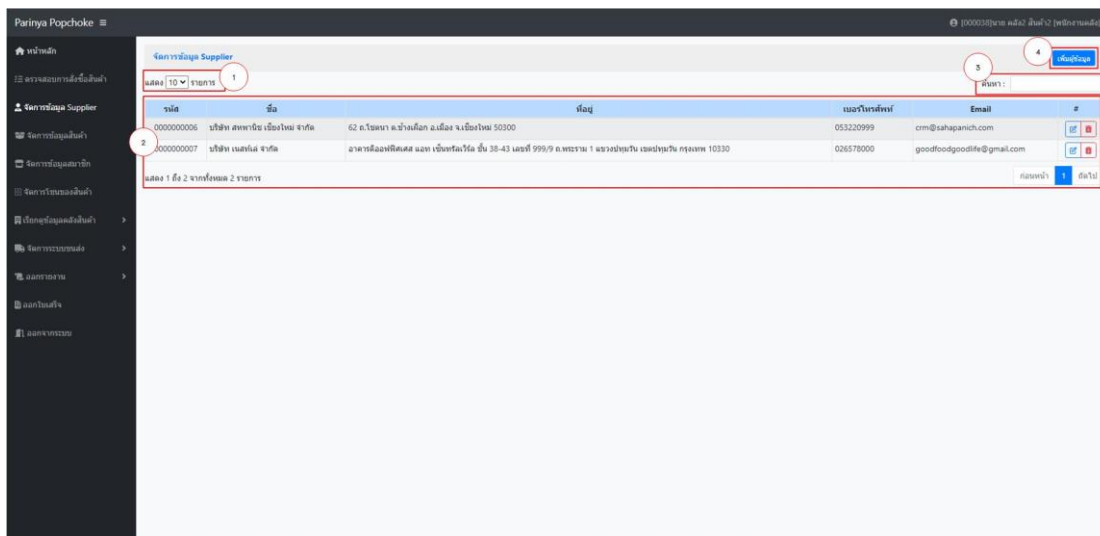 Parinya Popchoke
[000038]นาย คลัง2 สินค้า2 [พนักงานคลัง]
หน้าหลัก
ตรวจสอบการสั่งซื้อสินค้า
จัดการข้อมูล Supplier
จัดการข้อมูลสินค้า
จัดการข้อมูลสมาชิก
จัดการโซนของสินค้า
เรียกดูข้อมูลคลังสินค้า
จัดการระบบขนส่ง
ออกรายงาน
ออกใบเสร็จ
ออกจากระบบ
จัดการข้อมูล Supplier
4
เพิ่มผู้ข้อมูล
แสดง 10 รายการ
1
3
ค้นหา :
รหัส ชื่อ ที่อยู่ เบอร์โทรศัพท์ Email #
0000000006 บริษัท สหพานิช เชียงใหม่ จำกัด 62 ถ.โชตนา ต.ช้างเผือก อ.เมือง จ.เชียงใหม่ 50300 053220999 crm@sahapanich.com
2
0000000007 บริษัท เนสท์เล่ จำกัด อาคารดิออฟฟิศเศส แอท เซ็นทรัลเวิร์ล ชั้น 38-43 เลขที่ 999/9 ถ.พระราม 1 แขวงปทุมวัน เขตปทุมวัน กรุงเทพ 10330 026578000 goodfoodgoodlife@gmail.com
แสดง 1 ถึง 2 จากทั้งหมด 2 รายการ
ก่อนหน้า 1 ถัดไป